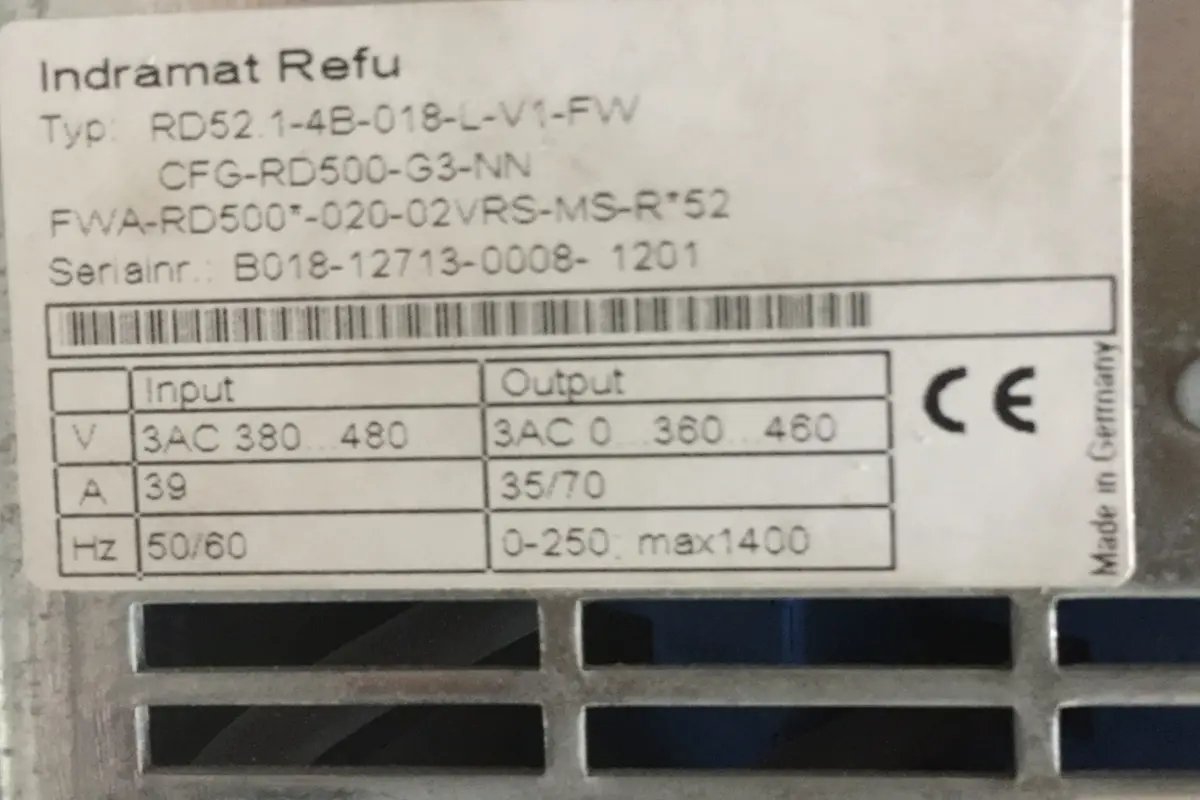 Indramat Refu
Typ: RD52.1-4B-018-L-V1-FW
CFG-RD500-G3-NN
FWA-RD500*-020-02VRS-MS-R*52
Serialnr.: B018-12713-0008- 1201
Input Output
V 3AC 380...480 3AC 0...360...460
A 39 35/70
Hz 50/60 0-250; max1400
CE
Made in Germany